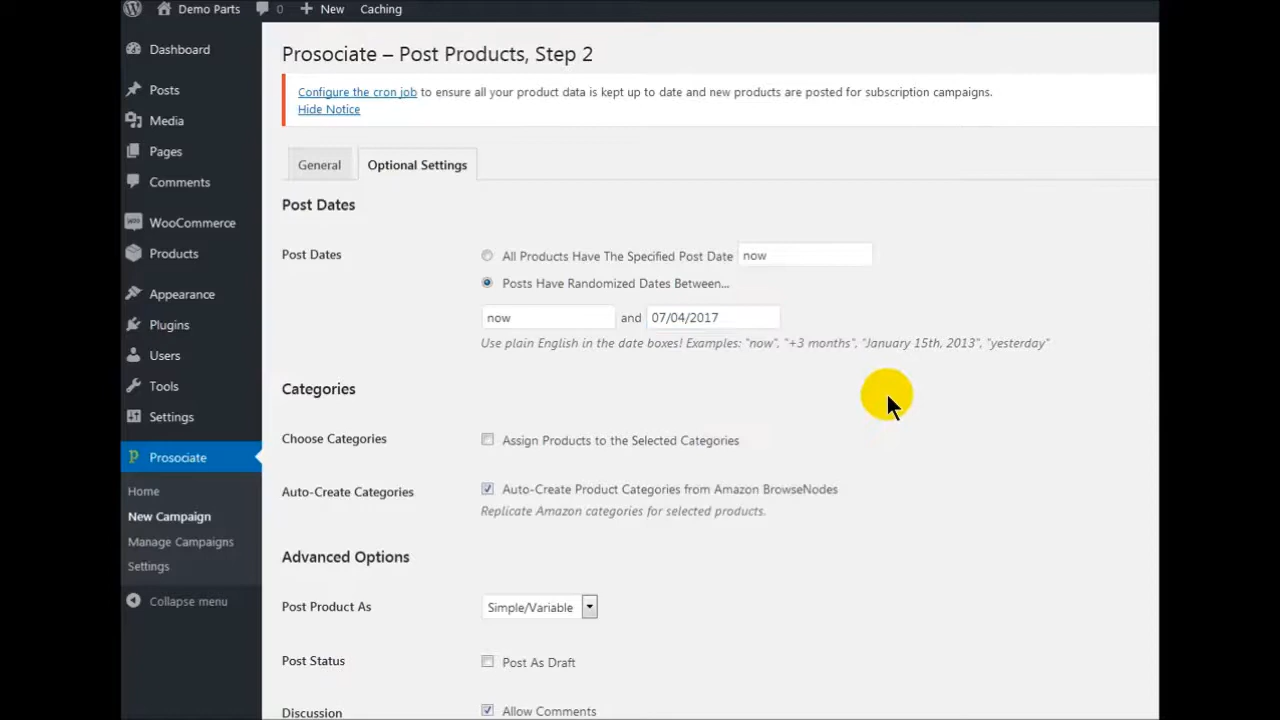 Demo Parts 0 New Caching
Dashboard
Posts
Media
Pages
Comments
WooCommerce
Products
Appearance
Plugins
Users
Tools
Settings
Prosociate
Home
New Campaign
Manage Campaigns
Settings
Collapse menu
Prosociate – Post Products, Step 2
Configure the cron job to ensure all your product data is kept up to date and new products are posted for subscription campaigns.
Hide Notice
General Optional Settings
Post Dates
Post Dates All Products Have The Specified Post Date now
Posts Have Randomized Dates Between...
now and 07/04/2017
Use plain English in the date boxes! Examples: "now", "+3 months", "January 15th, 2013", "yesterday"
Categories
Choose Categories Assign Products to the Selected Categories
Auto-Create Categories Auto-Create Product Categories from Amazon BrowseNodes
Replicate Amazon categories for selected products.
Advanced Options
Post Product As Simple/Variable
Post Status Post As Draft
Discussion Allow Comments